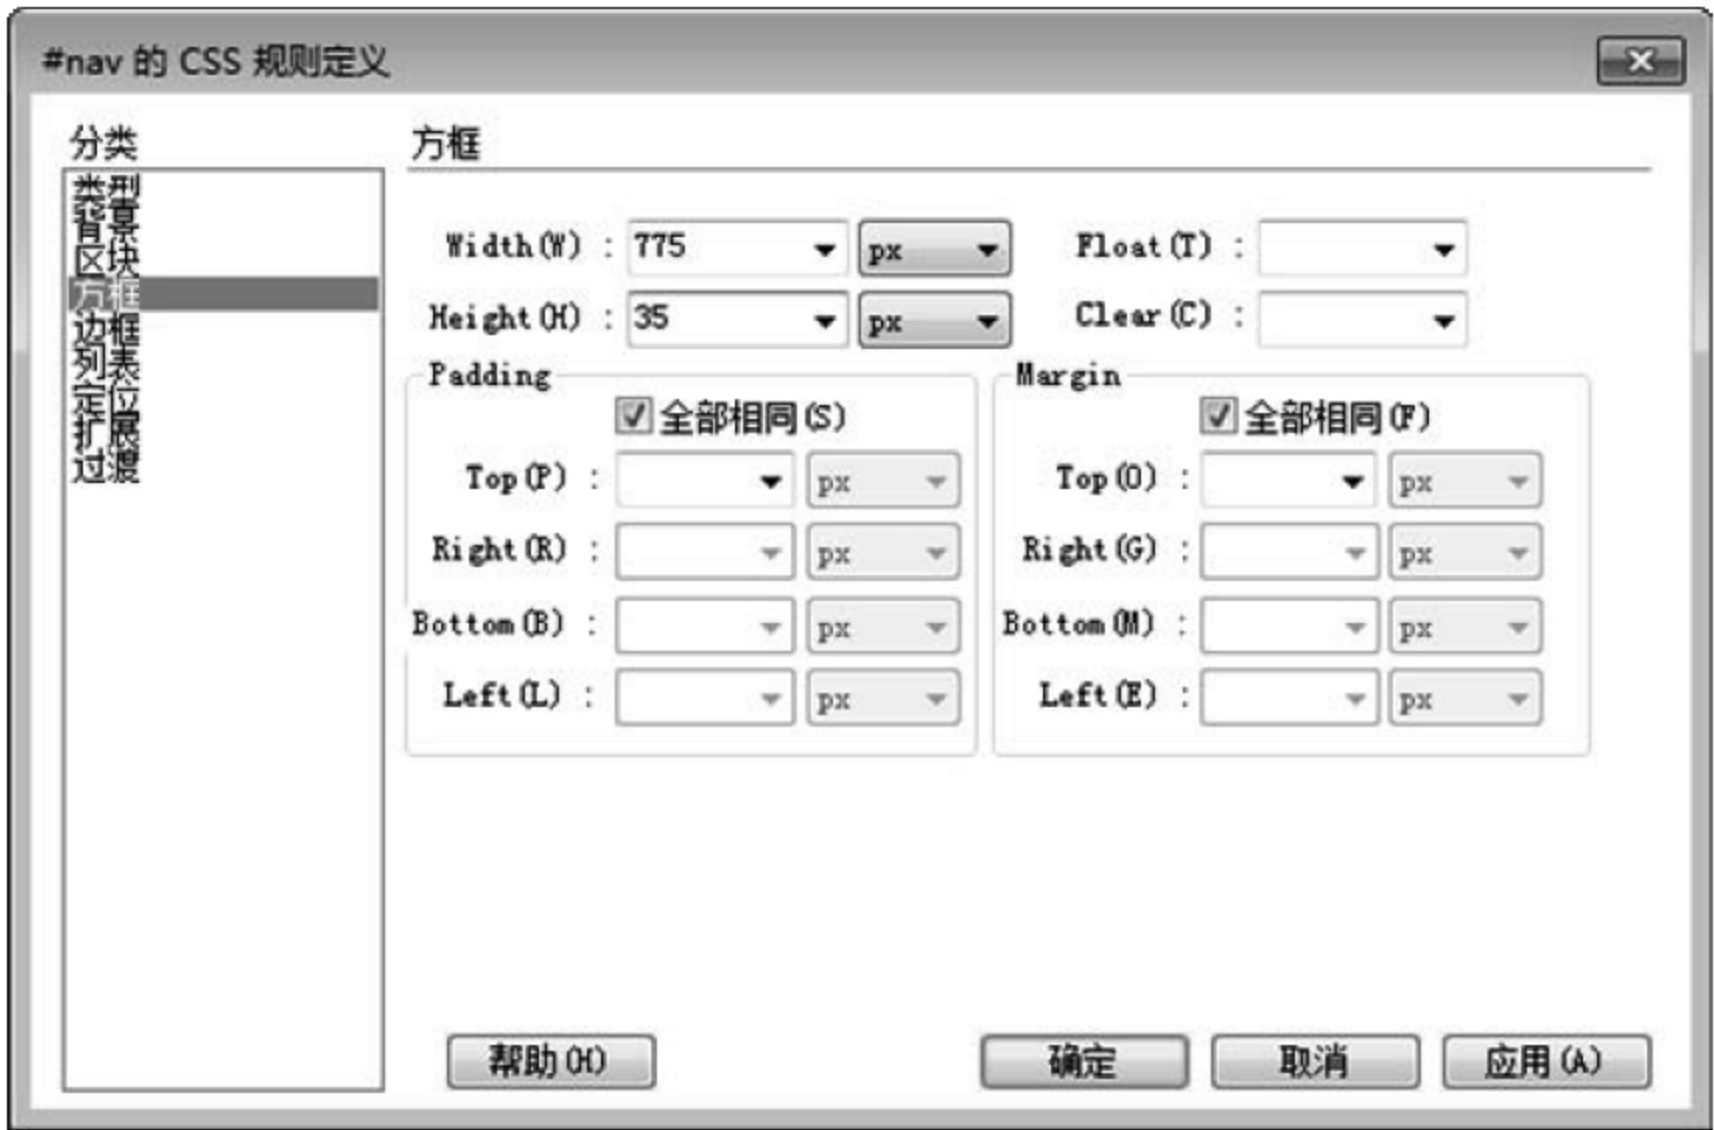 #nav 的 CSS 规则定义
分类
类型
背景
区块
方框
边框
列表
定位
扩展
过渡
方框
Width(W) : 775 px Float(T) :
Height(H) : 35 px Clear(C) :
Padding
全部相同(S)
Top(P) : px
Right(R) : px
Bottom(B) : px
Left(L) : px
Margin
全部相同(F)
Top(O) : px
Right(G) : px
Bottom(M) : px
Left(E) : px
帮助(H) 确定 取消 应用(A)